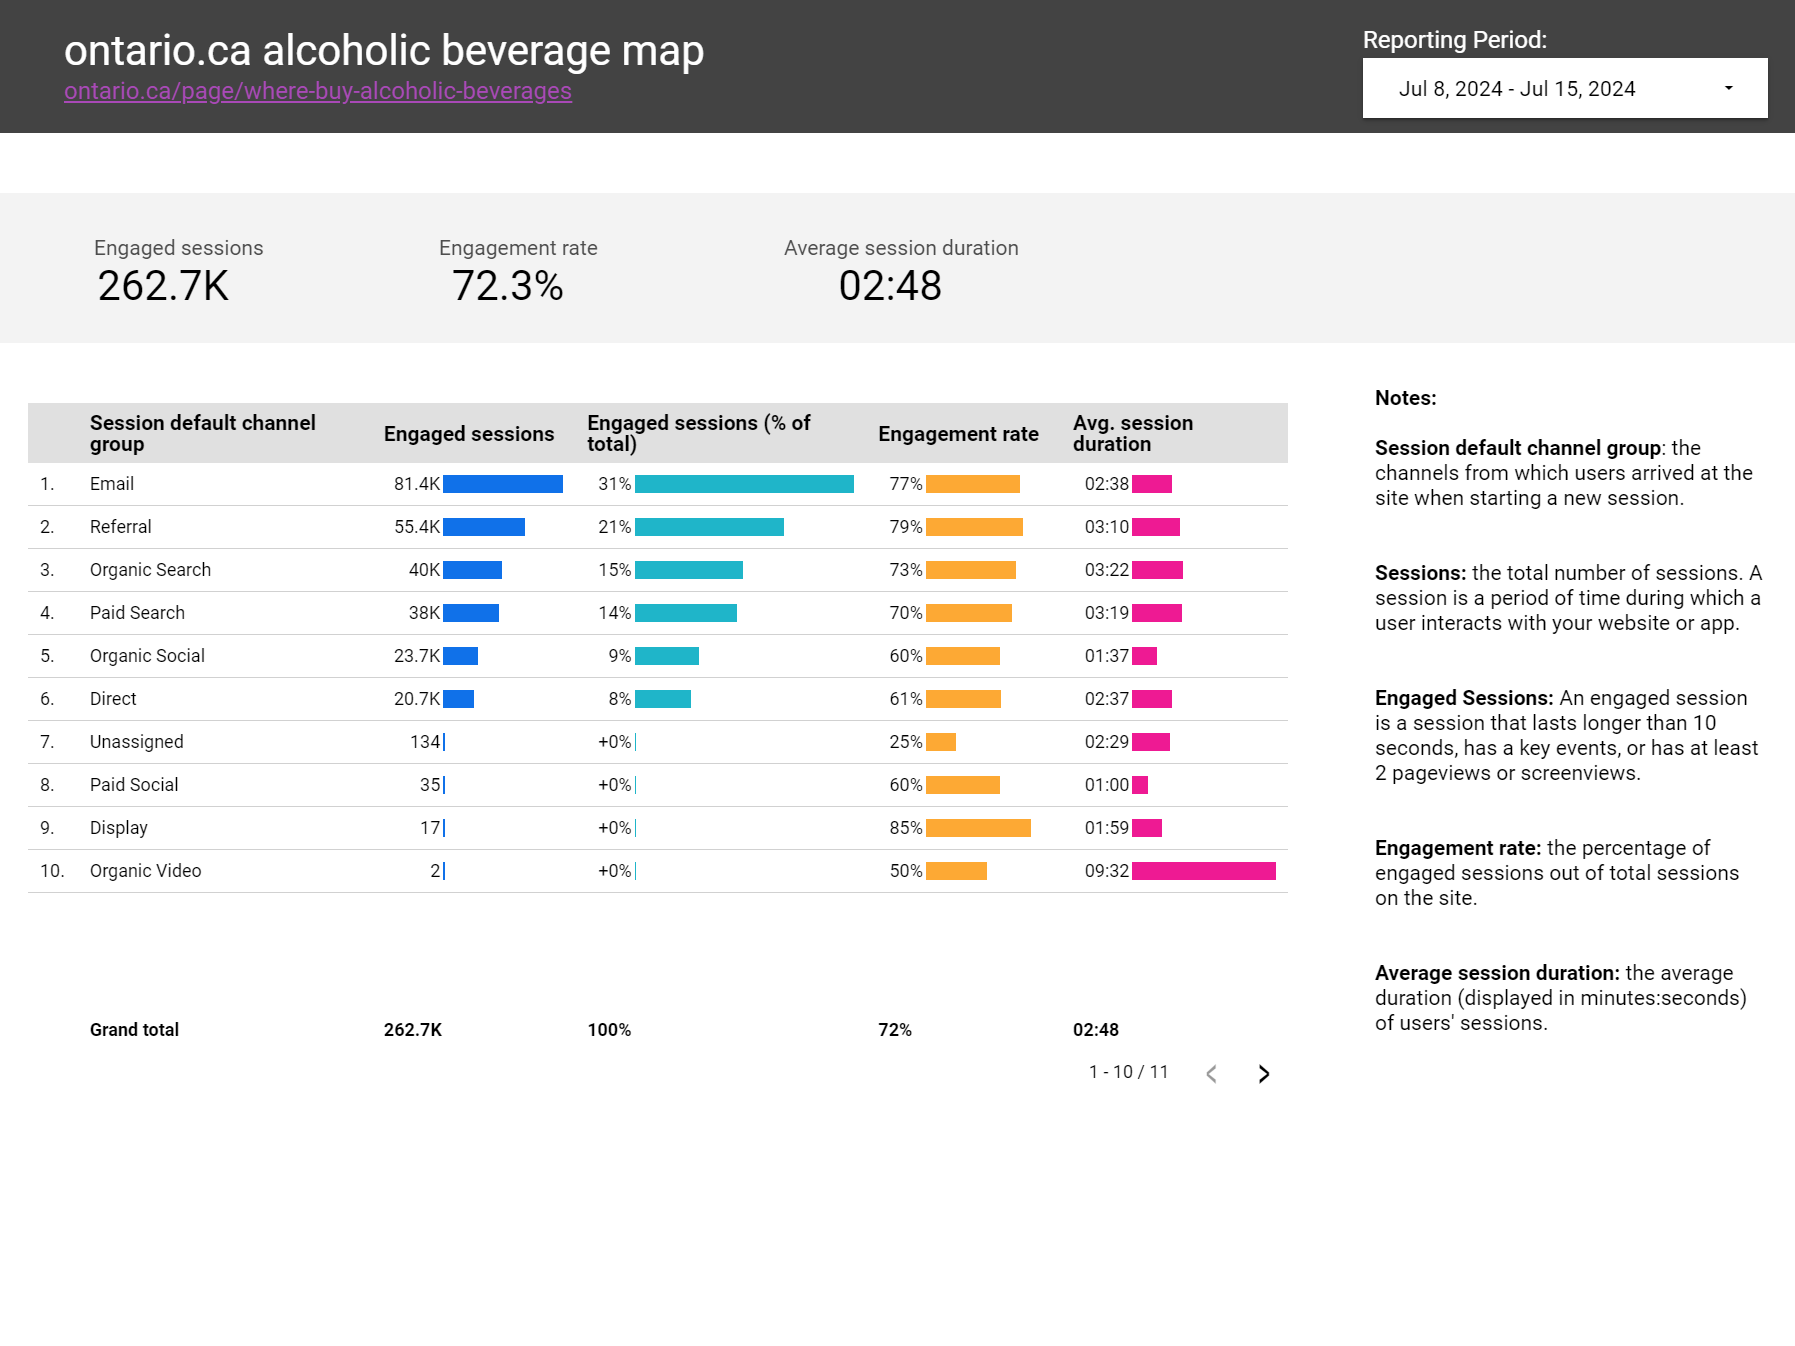 ontario.ca alcoholic beverage map
ontario.ca/page/where-buy-alcoholic-beverages
Reporting Period:
Jul 8, 2024 - Jul 15, 2024
Engaged sessions
262.7K
Engagement rate
72.3%
Average session duration
02:48
Session default channel group Engaged sessions Engaged sessions (% of total) Engagement rate Avg. session duration
1. Email 81.4K 31% 77% 02:38
2. Referral 55.4K 21% 79% 03:10
3. Organic Search 40K 15% 73% 03:22
4. Paid Search 38K 14% 70% 03:19
5. Organic Social 23.7K 9% 60% 01:37
6. Direct 20.7K 8% 61% 02:37
7. Unassigned 134 +0% 25% 02:29
8. Paid Social 35 +0% 60% 01:00
9. Display 17 +0% 85% 01:59
10. Organic Video 2 +0% 50% 09:32
Grand total 262.7K 100% 72% 02:48
1 - 10 / 11
Notes:
Session default channel group: the
channels from which users arrived at the
site when starting a new session.
Sessions: the total number of sessions. A
session is a period of time during which a
user interacts with your website or app.
Engaged Sessions: An engaged session
is a session that lasts longer than 10
seconds, has a key events, or has at least
2 pageviews or screenviews.
Engagement rate: the percentage of
engaged sessions out of total sessions
on the site.
Average session duration: the average
duration (displayed in minutes:seconds)
of users' sessions.